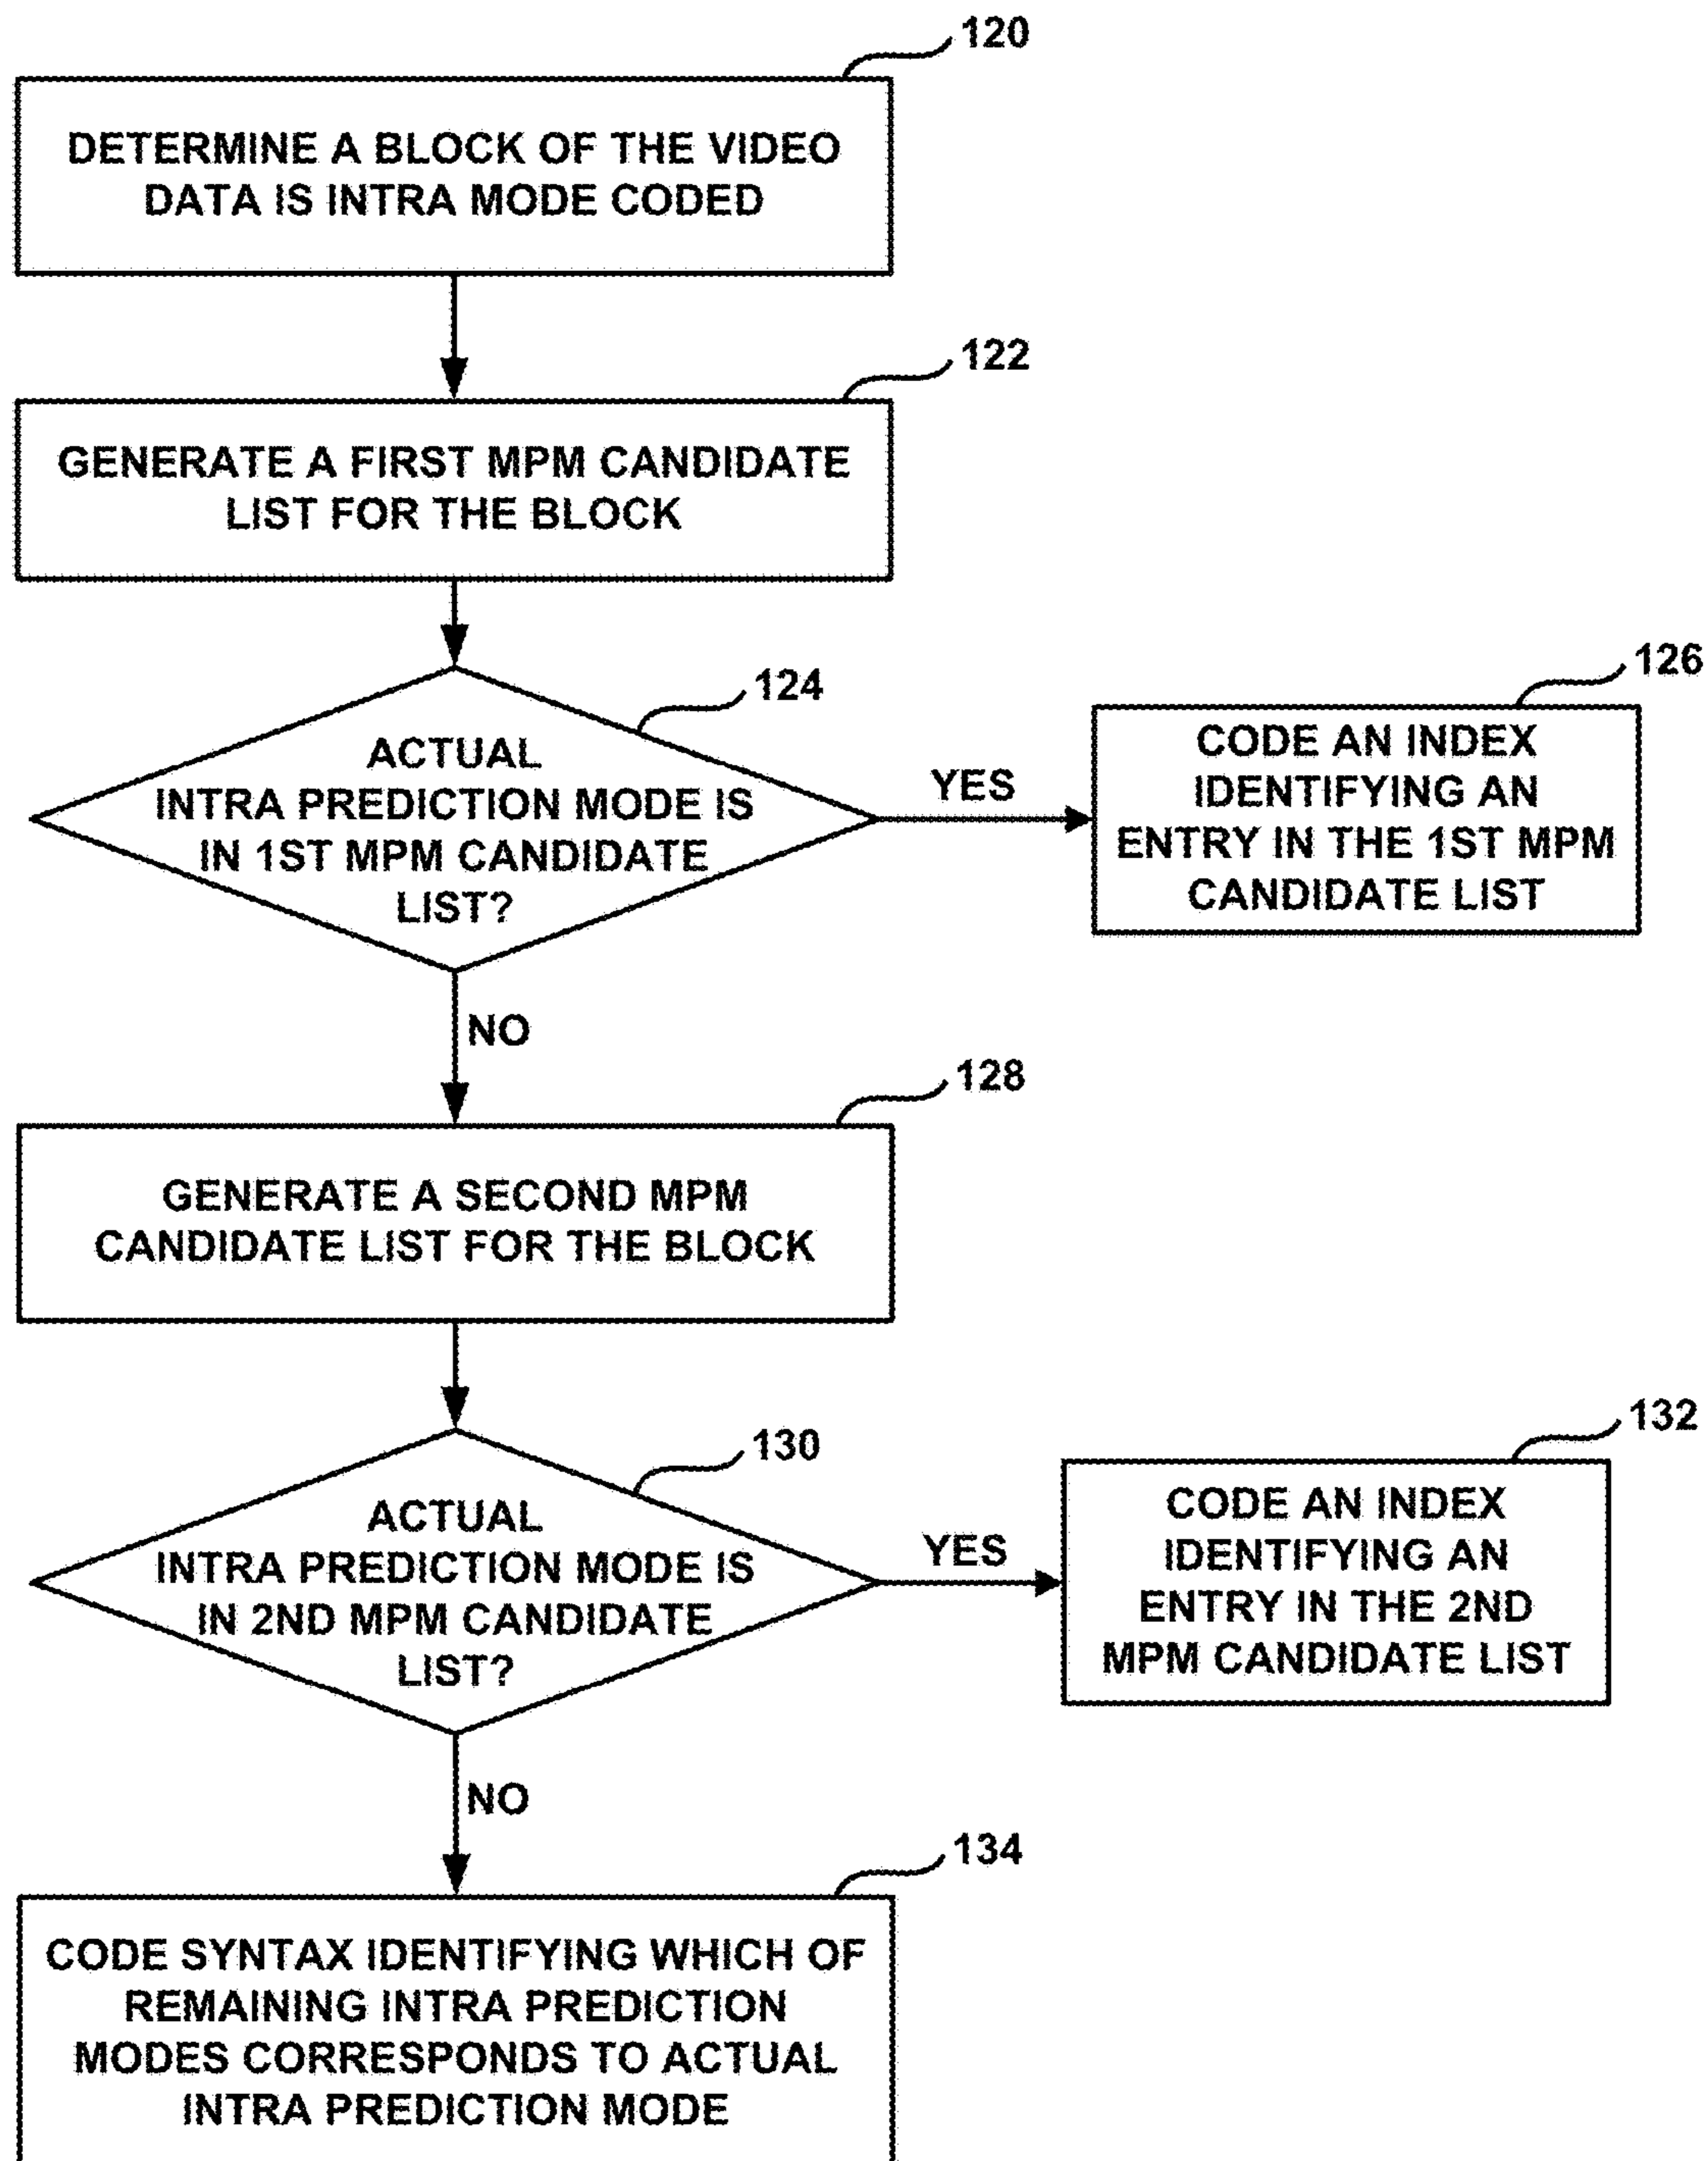 120
DETERMINE A BLOCK OF THE VIDEO
DATA IS INTRA MODE CODED
122
GENERATE A FIRST MPM CANDIDATE
LIST FOR THE BLOCK
124
ACTUAL
INTRA PREDICTION MODE IS
IN 1ST MPM CANDIDATE
LIST?
YES
126
CODE AN INDEX
IDENTIFYING AN
ENTRY IN THE 1ST MPM
CANDIDATE LIST
NO
128
GENERATE A SECOND MPM
CANDIDATE LIST FOR THE BLOCK
130
ACTUAL
INTRA PREDICTION MODE IS
IN 2ND MPM CANDIDATE
LIST?
YES
132
CODE AN INDEX
IDENTIFYING AN
ENTRY IN THE 2ND
MPM CANDIDATE LIST
NO
134
CODE SYNTAX IDENTIFYING WHICH OF
REMAINING INTRA PREDICTION
MODES CORRESPONDS TO ACTUAL
INTRA PREDICTION MODE